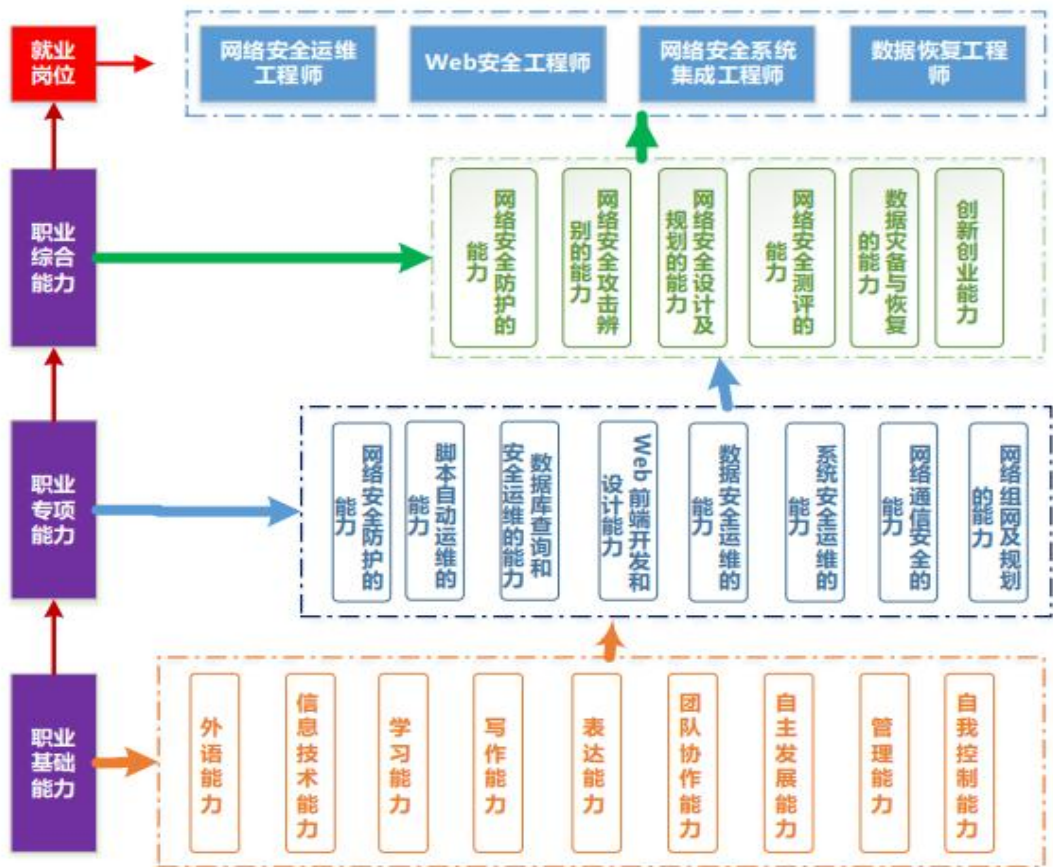 就业
岗位
网络安全运维
工程师
Web安全工程师
网络安全系统
集成工程师
数据恢复工程
师
职业
综合
能力
网络安全防护的
能力
网络安全攻击辨
别的能力
网络安全设计及
规划的能力
网络安全测评的
能力
数据灾备与恢复
的能力
创新创业能力
职业
专项
能力
网络安全防护的
能力
脚本自动运维的
能力
数据库查询和
安全运维的能力
Web前端开发和
设计能力
数据安全运维的
能力
系统安全运维的
能力
网络通信安全的
能力
网络组网及规划
的能力
职业
基础
能力
外语能力
信息技术能力
学习能力
写作能力
表达能力
团队协作能力
自主发展能力
管理能力
自我控制能力